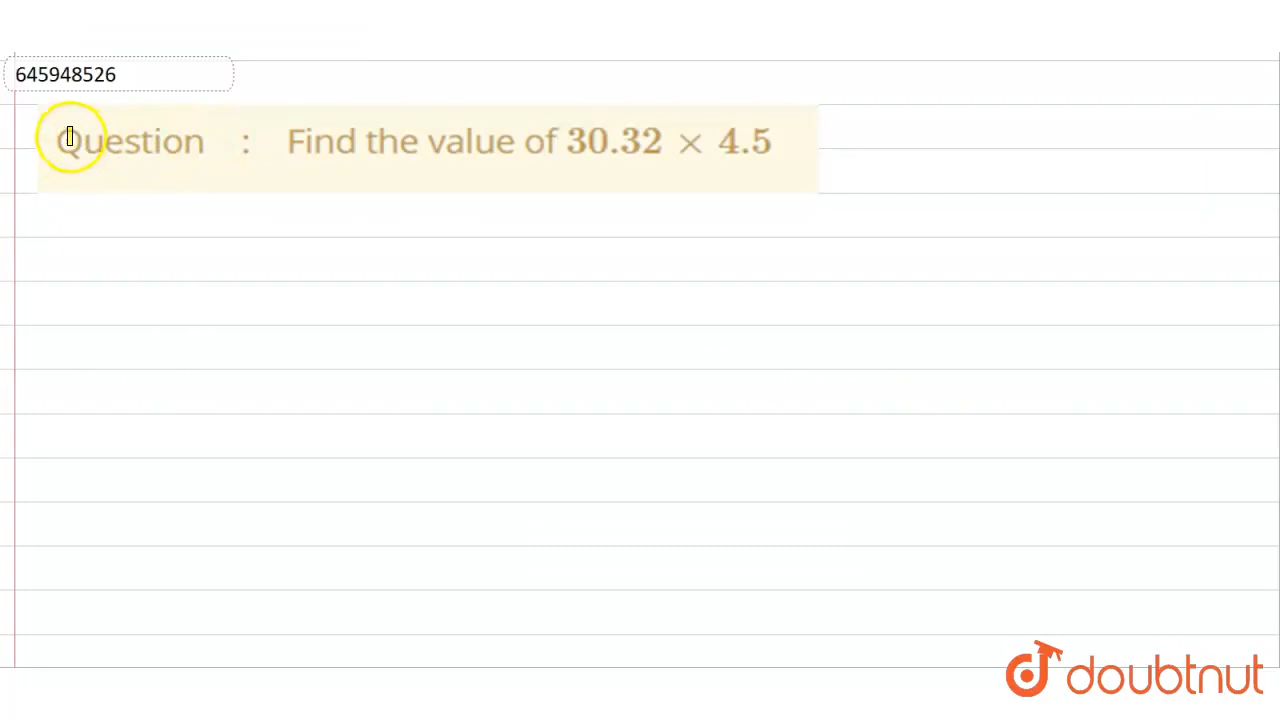 645948526
Question : Find the value of 30.32 × 4.5
doubtnut